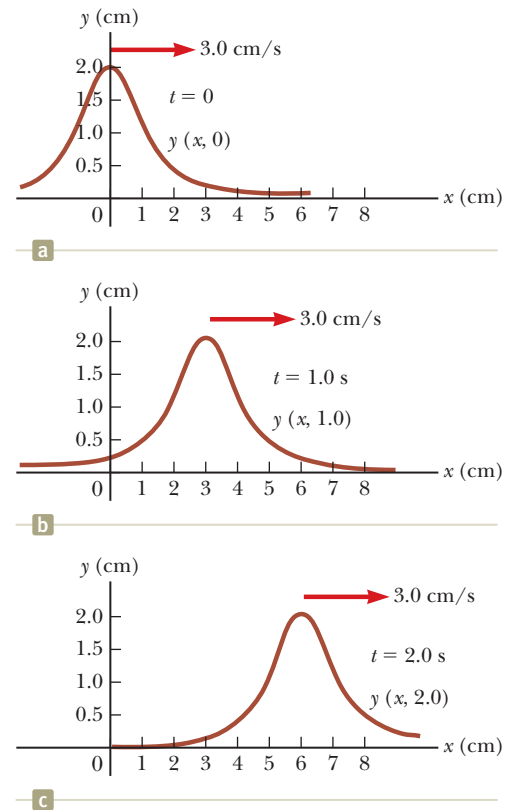 y (cm)
3.0 cm/s
2.0
1.5
t = 0
1.0
y (x, 0)
0.5
x (cm)
0 1 2 3 4 5 6 7 8
a
y (cm)
3.0 cm/s
2.0
1.5
t = 1.0 s
1.0
y (x, 1.0)
0.5
x (cm)
0 1 2 3 4 5 6 7 8
b
y (cm)
3.0 cm/s
2.0
1.5
t = 2.0 s
1.0
y (x, 2.0)
0.5
x (cm)
0 1 2 3 4 5 6 7 8
c